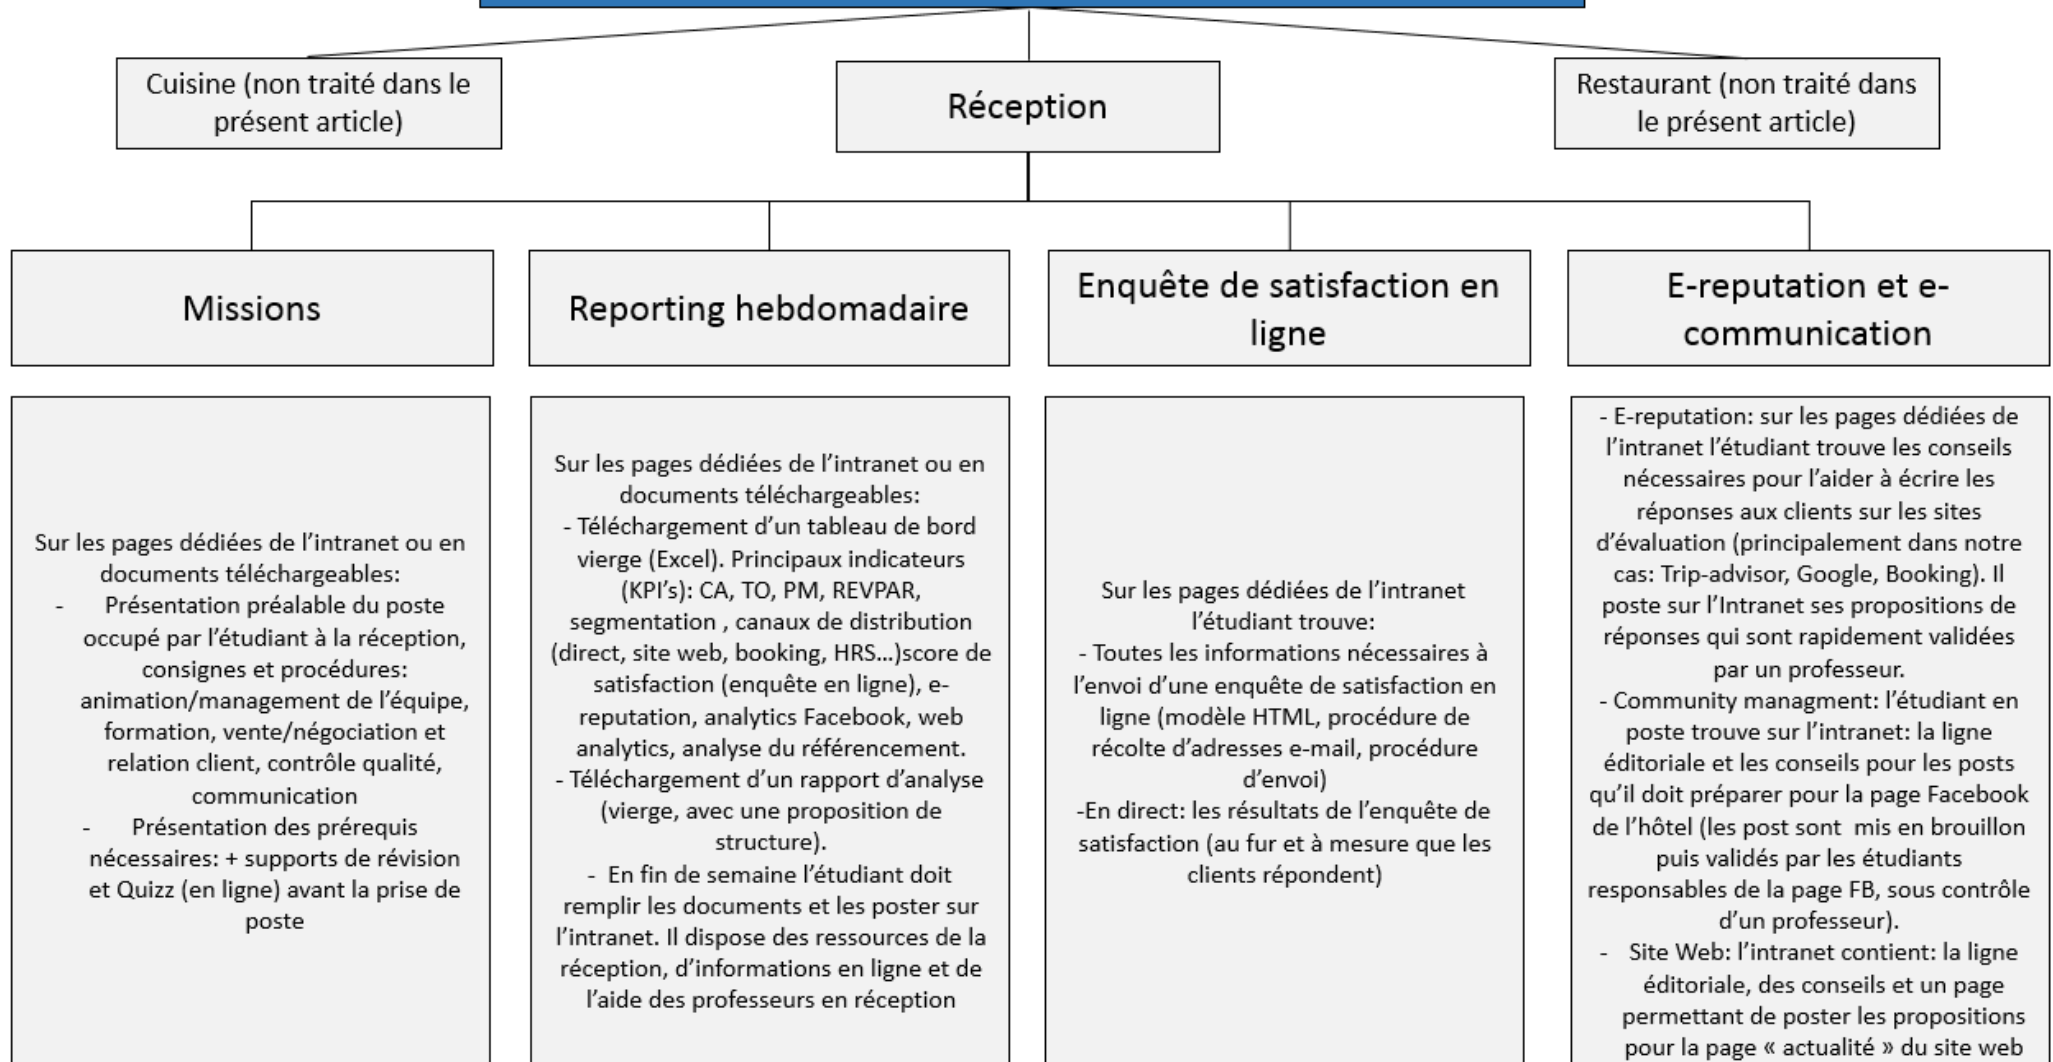 Cuisine (non traité dans le
présent article)
Réception
Restaurant (non traité dans
le présent article)
Missions
Reporting hebdomadaire
Enquête de satisfaction en
ligne
E-reputation et e-
communication
Sur les pages dédiées de l’intranet ou en
documents téléchargeables:
- Présentation préalable du poste
occupé par l’étudiant à la réception,
consignes et procédures:
animation/management de l’équipe,
formation, vente/négociation et
relation client, contrôle qualité,
communication
- Présentation des prérequis
nécessaires: + supports de révision
et Quizz (en ligne) avant la prise de
poste
Sur les pages dédiées de l’intranet ou en
documents téléchargeables:
- Téléchargement d’un tableau de bord
vierge (Excel). Principaux indicateurs
(KPI’s): CA, TO, PM, REVPAR,
segmentation , canaux de distribution
(direct, site web, booking, HRS…)score de
satisfaction (enquête en ligne), e-
reputation, analytics Facebook, web
analytics, analyse du référencement.
- Téléchargement d’un rapport d’analyse
(vierge, avec une proposition de
structure).
- En fin de semaine l’étudiant doit
remplir les documents et les poster sur
l’intranet. Il dispose des ressources de la
réception, d’informations en ligne et de
l’aide des professeurs en réception
Sur les pages dédiées de l’intranet
l’étudiant trouve:
- Toutes les informations nécessaires à
l’envoi d’une enquête de satisfaction en
ligne (modèle HTML, procédure de
récolte d’adresses e-mail, procédure
d’envoi)
-En direct: les résultats de l’enquête de
satisfaction (au fur et à mesure que les
clients répondent)
- E-reputation: sur les pages dédiées de
l’intranet l’étudiant trouve les conseils
nécessaires pour l’aider à écrire les
réponses aux clients sur les sites
d’évaluation (principalement dans notre
cas: Trip-advisor, Google, Booking). Il
poste sur l’Intranet ses propositions de
réponses qui sont rapidement validées
par un professeur.
- Community managment: l’étudiant en
poste trouve sur l’intranet: la ligne
éditoriale et les conseils pour les posts
qu’il doit préparer pour la page Facebook
de l’hôtel (les post sont mis en brouillon
puis validés par les étudiants
responsables de la page FB, sous contrôle
d’un professeur).
- Site Web: l’intranet contient: la ligne
éditoriale, des conseils et un page
permettant de poster les propositions
pour la page « actualité » du site web